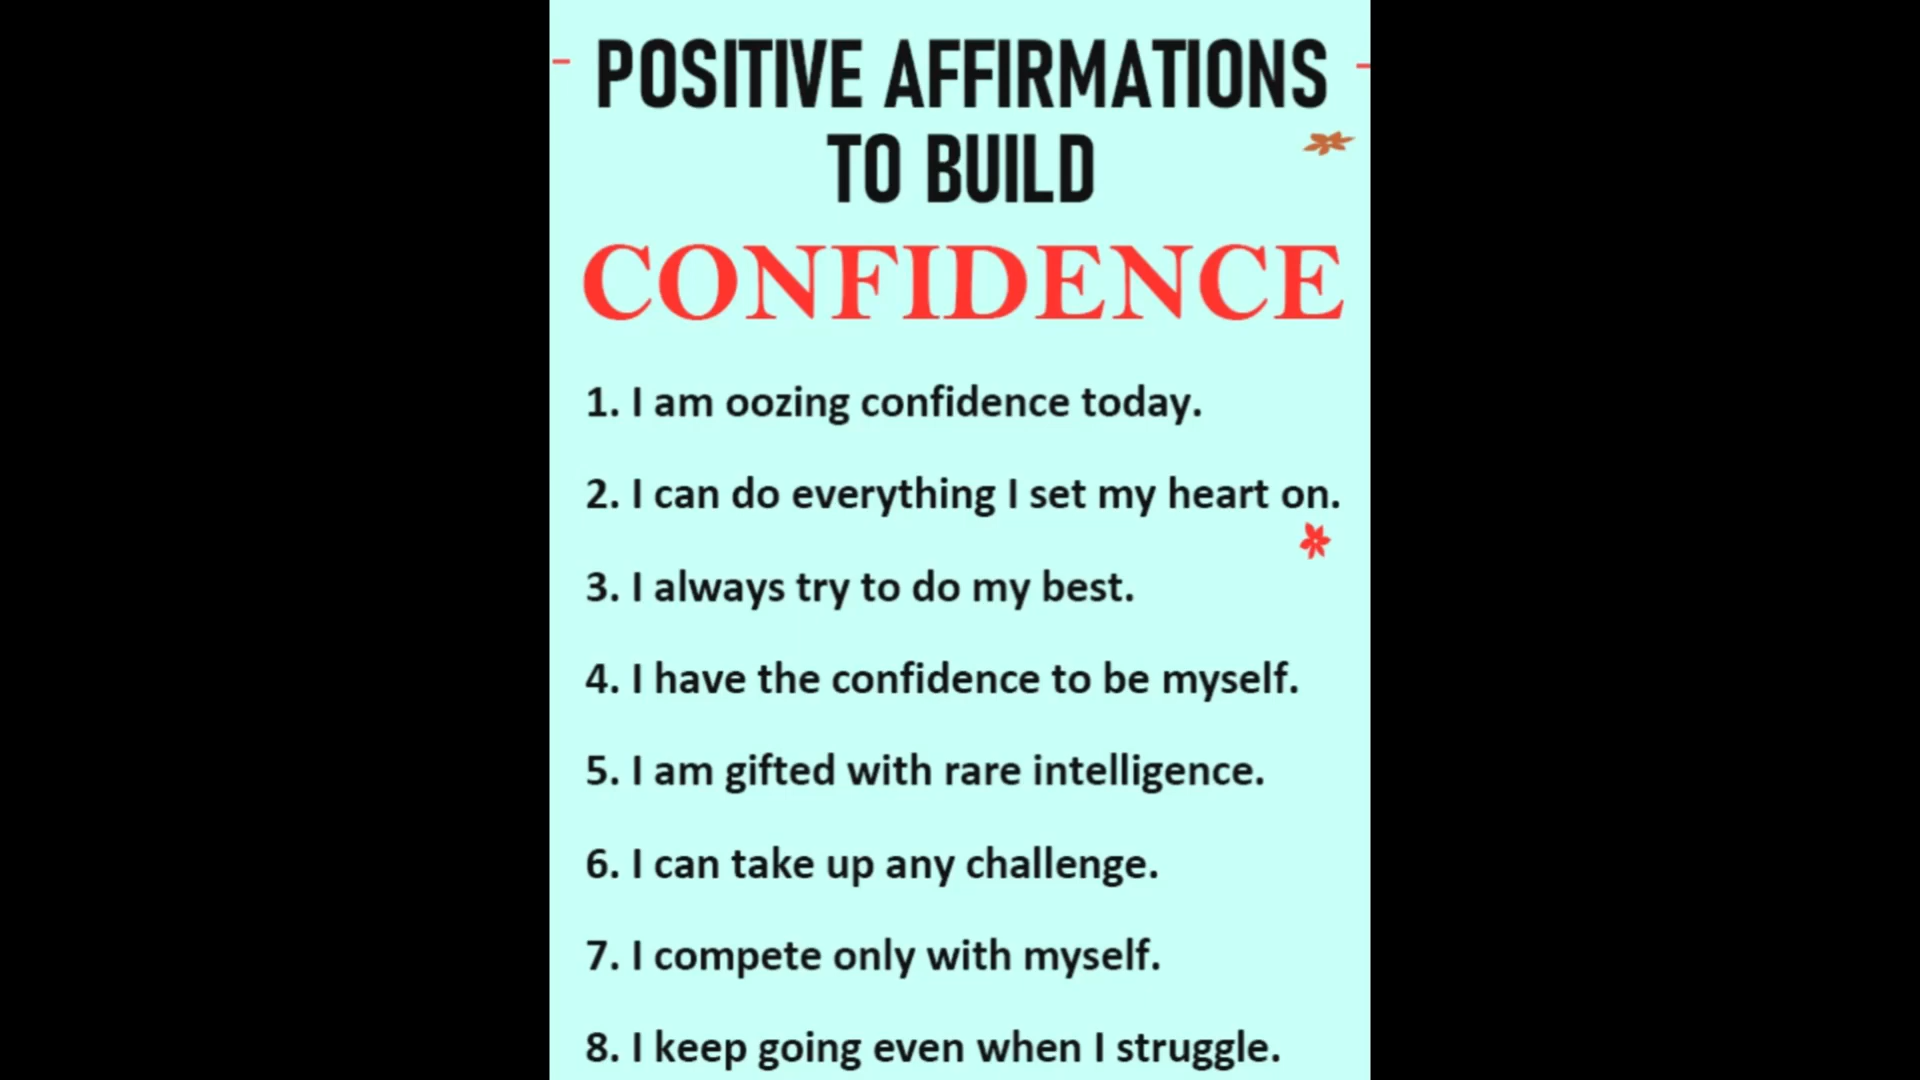 POSITIVE AFFIRMATIONS
TO BUILD
CONFIDENCE
1. I am oozing confidence today.
2. I can do everything I set my heart on.
3. I always try to do my best.
4. I have the confidence to be myself.
5. I am gifted with rare intelligence.
6. I can take up any challenge.
7. I compete only with myself.
8. I keep going even when I struggle.